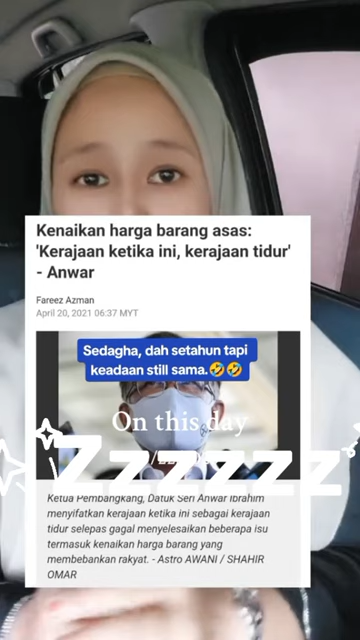 Kenaikan harga barang asas:
'Kerajaan ketika ini, kerajaan tidur'
- Anwar
Fareez Azman
April 20, 2021 06:37 MYT
Sedagha, dah setahun tapi
keadaan still sama.🤣🤣
On this day
Zzzzzz
Ketua Pembangkang, Datuk Seri Anwar Ibrahim
menyifatkan kerajaan ketika ini sebagai kerajaan
tidur selepas gagal menyelesaikan beberapa isu
termasuk kenaikan harga barang yang
membebankan rakyat. - Astro AWANI / SHAHIR
OMAR